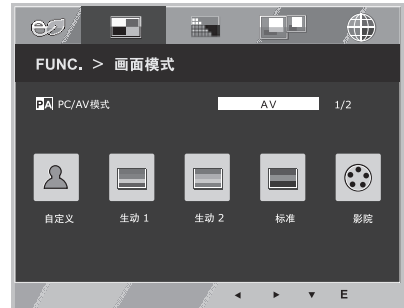 FUNC. > 画面模式
PA PC/AV模式 AV 1/2
自定义 生动 1 生动 2 标准 影院
E